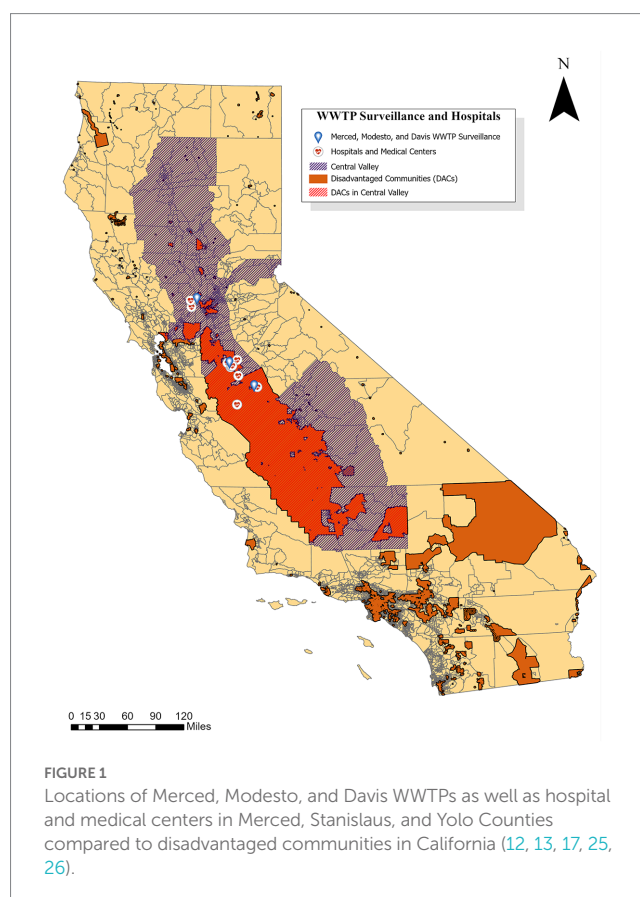 N
WWTP Surveillance and Hospitals
Merced, Modesto, and Davis WWTP Surveillance
Hospitals and Medical Centers
Central Valley
Disadvantaged Communities (DACs)
DACs in Central Valley
0 15 30 60 90 120
Miles
FIGURE 1
Locations of Merced, Modesto, and Davis WWTPs as well as hospital
and medical centers in Merced, Stanislaus, and Yolo Counties
compared to disadvantaged communities in California (12, 13, 17, 25,
26).